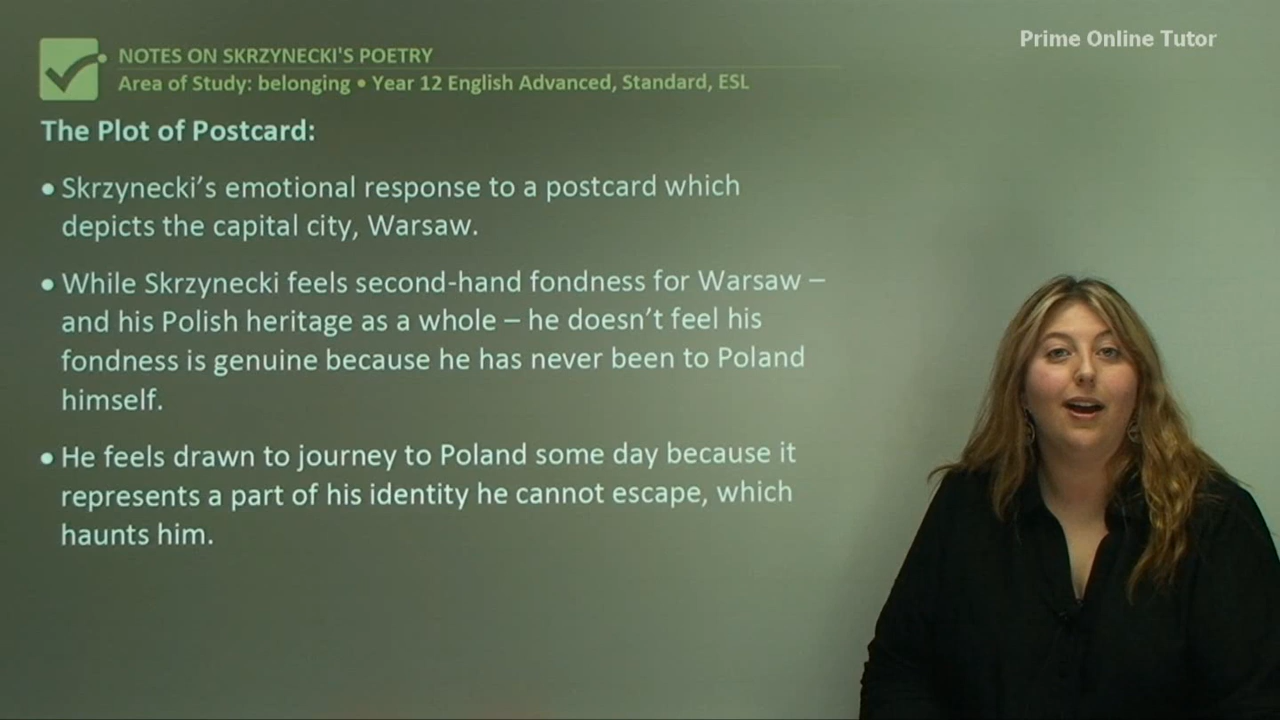 Prime Online Tutor
NOTES ON SKRZYNECKI'S POETRY
Area of Study: belonging • Year 12 English Advanced, Standard, ESL
The Plot of Postcard:
• Skrzynecki’s emotional response to a postcard which
depicts the capital city, Warsaw.
• While Skrzynecki feels second-hand fondness for Warsaw –
and his Polish heritage as a whole – he doesn’t feel his
fondness is genuine because he has never been to Poland
himself.
• He feels drawn to journey to Poland some day because it
represents a part of his identity he cannot escape, which
haunts him.